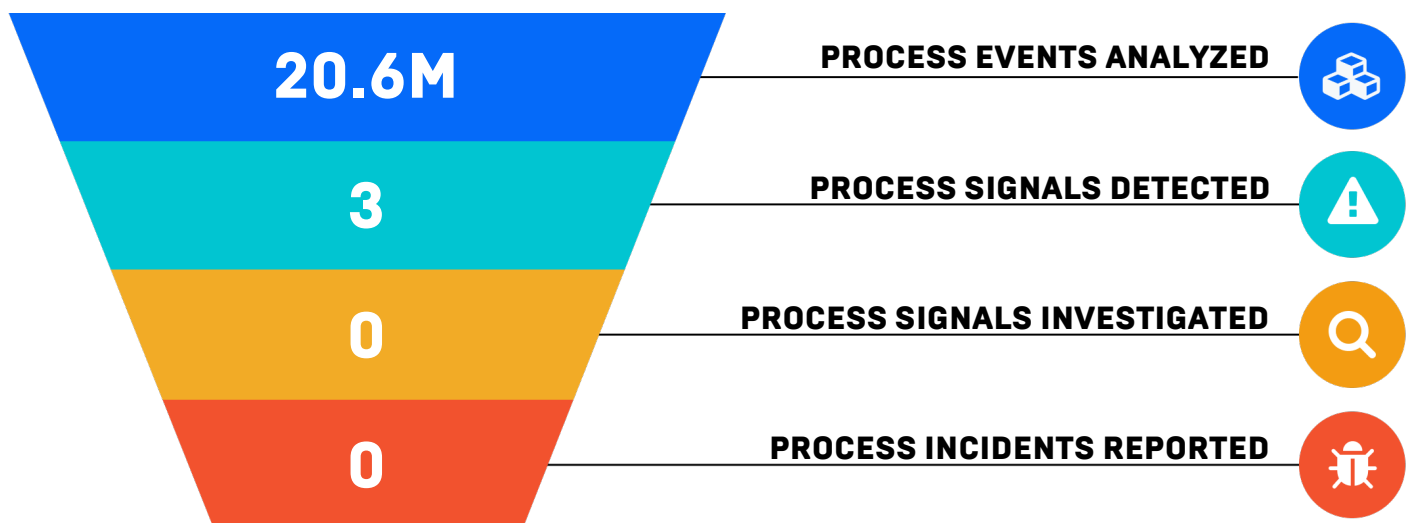 20.6M
PROCESS EVENTS ANALYZED
3
PROCESS SIGNALS DETECTED
0
PROCESS SIGNALS INVESTIGATED
0
PROCESS INCIDENTS REPORTED